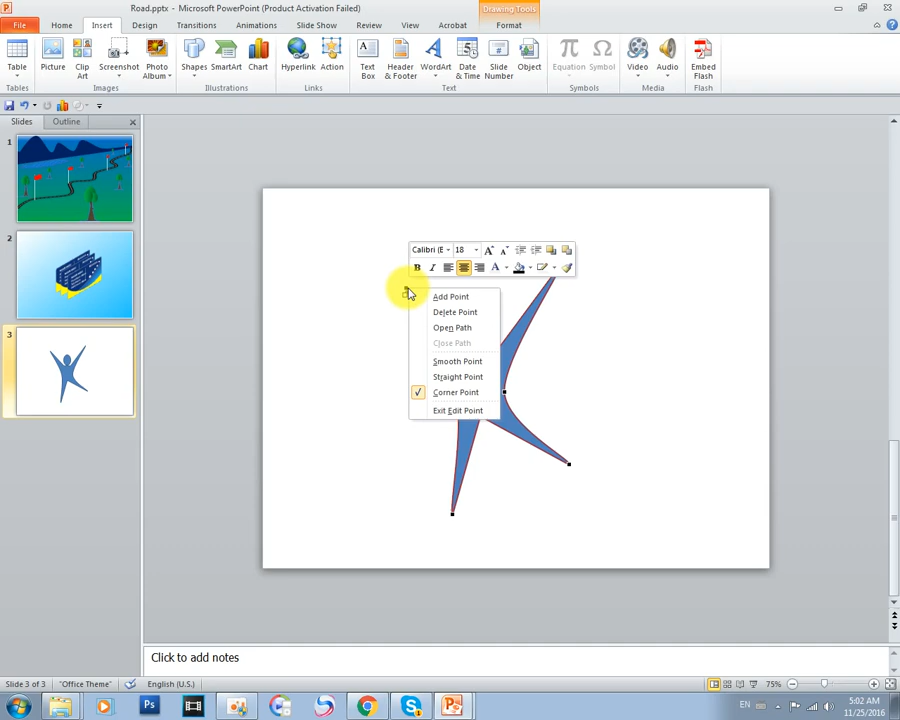 Road.pptx - Microsoft PowerPoint (Product Activation Failed)
Drawing Tools
File Home Insert Design Transitions Animations Slide Show Review View Acrobat Format
Table Picture Clip Art Screenshot Photo Album Shapes SmartArt Chart Hyperlink Action Text Box Header & Footer WordArt Date & Time Slide Number Object Equation Symbol Video Audio Embed Flash
Tables Images Illustrations Links Text Symbols Media Flash
Slides Outline
1
2
3
Calibri (E 18
B I A
Add Point
Delete Point
Open Path
Close Path
Smooth Point
Straight Point
Corner Point
Exit Edit Point
Click to add notes
Slide 3 of 3 "Office Theme" English (U.S.) 75%
EN 5:02 AM
11/25/2016